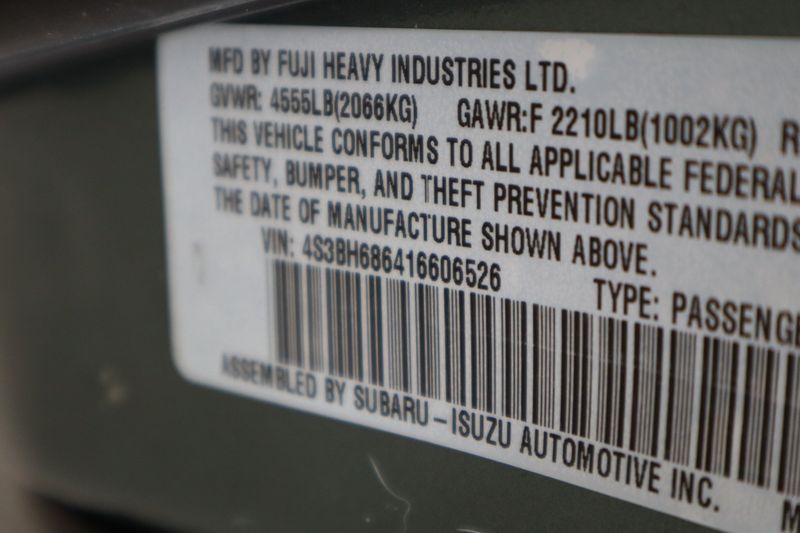 MFD BY FUJI HEAVY INDUSTRIES LTD.
GVWR: 4555LB(2066KG) GAWR:F 2210LB(1002KG) R
THIS VEHICLE CONFORMS TO ALL APPLICABLE FEDERAL
SAFETY, BUMPER, AND THEFT PREVENTION STANDARDS
THE DATE OF MANUFACTURE SHOWN ABOVE.
VIN: 4S3BH686416606526 TYPE: PASSENGE
ASSEMBLED BY SUBARU-ISUZU AUTOMOTIVE INC. M